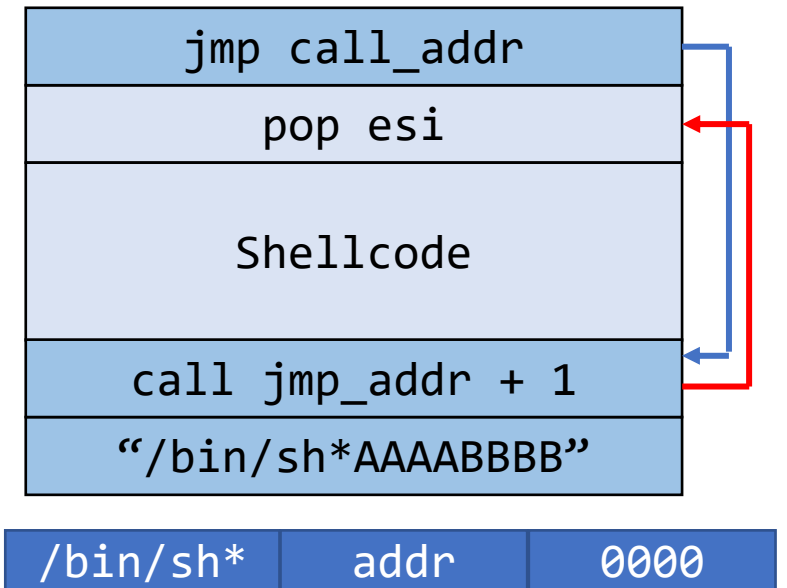 jmp call_addr
pop esi
Shellcode
call jmp_addr + 1
“/bin/sh*AAAABBBB”
/bin/sh* addr 0000